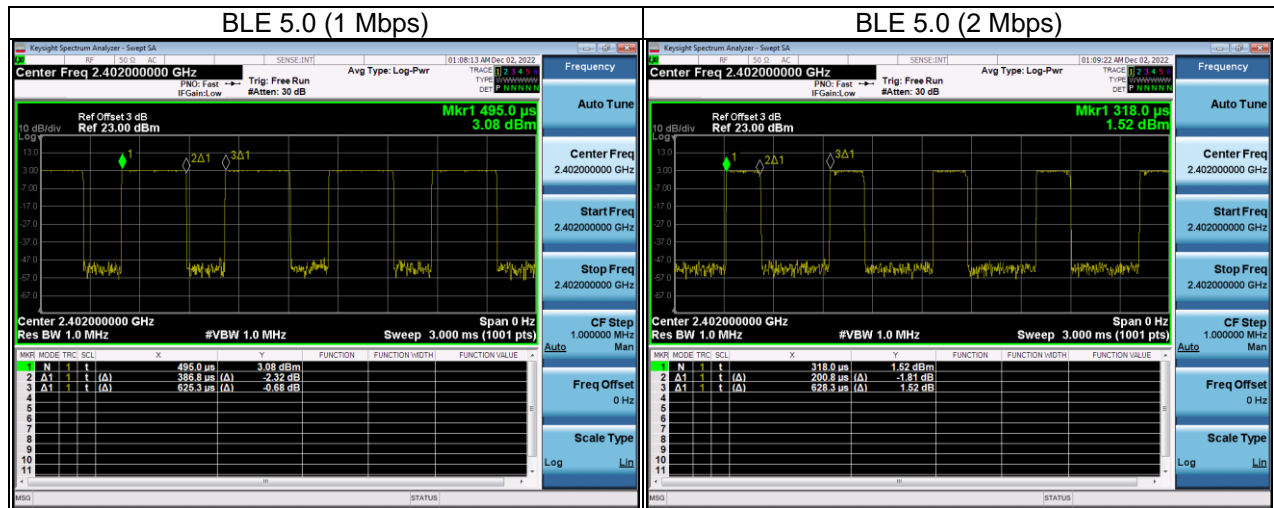 BLE 5.0 (1 Mbps)
Keysight Spectrum Analyzer - Swept SA
RF 50 Ω AC SENSE:INT 01:08:13 AM Dec 02, 2022
Center Freq 2.402000000 GHz
PNO: Fast
IFGain:Low
Trig: Free Run
#Atten: 30 dB
Avg Type: Log-Pwr
TRACE 1 2 3 4 5 6
TYPE WWWWWW
DET P NNNNN
Mkr1 495.0 µs
3.08 dBm
Ref Offset 3 dB
10 dB/div Ref 23.00 dBm
Log
13.0
3.00
-7.00
-17.0
-27.0
-37.0
-47.0
-57.0
-67.0
1
2Δ1
3Δ1
Center 2.402000000 GHz Span 0 Hz
Res BW 1.0 MHz #VBW 1.0 MHz Sweep 3.000 ms (1001 pts)
MKR MODE TRC SCL X Y FUNCTION FUNCTION WIDTH FUNCTION VALUE
1 N 1 t 495.0 µs 3.08 dBm
2 Δ1 1 t (Δ) 386.8 µs (Δ) -2.32 dB
3 Δ1 1 t (Δ) 625.3 µs (Δ) -0.68 dB
4
5
6
7
8
9
10
11
MSG STATUS
Frequency
Auto Tune
Center Freq
2.402000000 GHz
Start Freq
2.402000000 GHz
Stop Freq
2.402000000 GHz
CF Step
1.000000 MHz
Auto Man
Freq Offset
0 Hz
Scale Type
Log Lin
BLE 5.0 (2 Mbps)
Keysight Spectrum Analyzer - Swept SA
RF 50 Ω AC SENSE:INT 01:09:22 AM Dec 02, 2022
Center Freq 2.402000000 GHz
PNO: Fast
IFGain:Low
Trig: Free Run
#Atten: 30 dB
Avg Type: Log-Pwr
TRACE 1 2 3 4 5 6
TYPE WWWWWW
DET P NNNNN
Mkr1 318.0 µs
1.52 dBm
Ref Offset 3 dB
10 dB/div Ref 23.00 dBm
Log
13.0
3.00
-7.00
-17.0
-27.0
-37.0
-47.0
-57.0
-67.0
1
2Δ1
3Δ1
Center 2.402000000 GHz Span 0 Hz
Res BW 1.0 MHz #VBW 1.0 MHz Sweep 3.000 ms (1001 pts)
MKR MODE TRC SCL X Y FUNCTION FUNCTION WIDTH FUNCTION VALUE
1 N 1 t 318.0 µs 1.52 dBm
2 Δ1 1 t (Δ) 200.8 µs (Δ) -1.81 dB
3 Δ1 1 t (Δ) 628.3 µs (Δ) 1.52 dB
4
5
6
7
8
9
10
11
MSG STATUS
Frequency
Auto Tune
Center Freq
2.402000000 GHz
Start Freq
2.402000000 GHz
Stop Freq
2.402000000 GHz
CF Step
1.000000 MHz
Auto Man
Freq Offset
0 Hz
Scale Type
Log Lin